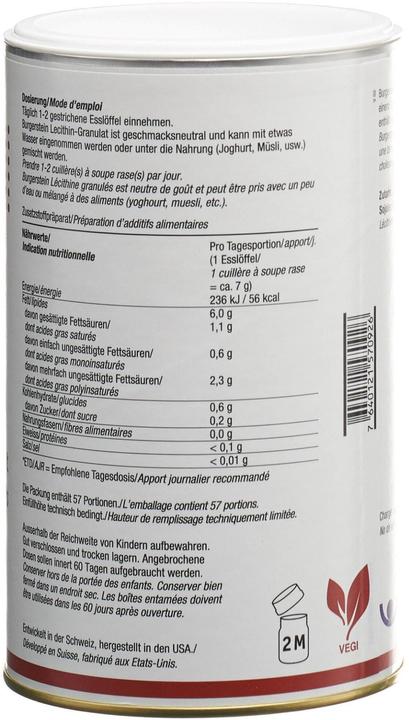 Dosierung/Mode d'emploi
Täglich 1-2 gestrichene Esslöffel einnehmen.
Burgerstein Lecithin-Granulat ist geschmacksneutral und kann mit etwas
Wasser eingenommen werden oder unter die Nahrung (Joghurt, Müsli, usw.)
gemischt werden.
Prendre 1-2 cuillère(s) à soupe rase(s) par jour.
Burgerstein Lécithine granulés est neutre de goût et peut être pris avec un peu
d'eau ou mélangé à des aliments (yoghourt, muesli, etc.).
Zusatzstoffpräparat/Préparation d'additifs alimentaires
Nährwerte/
Indication nutritionnelle
Pro Tagesportion/apport/j.
(1 Esslöffel/
1 cuillère à soupe rase
= ca. 7 g)
Energie/énergie 236 kJ / 56 kcal
Fett/lipides 6,0 g
davon gesättigte Fettsäuren/
dont acides gras saturés 1,1 g
davon einfach ungesättigte Fettsäuren/
dont acides gras monoinsaturés 0,6 g
davon mehrfach ungesättigte Fettsäuren/
dont acides gras polyinsaturés 2,3 g
Kohlenhydrate/glucides 0,6 g
davon Zucker/dont sucre 0,2 g
Nahrungsfasern/fibres alimentaires 0,0 g
Eiweiss/protéines < 0,1 g
Salz/sel < 0,01 g
*ETD/AJR = Empfohlene Tagesdosis/Apport journalier recommandé
Die Packung enthält 57 Portionen./L'emballage contient 57 portions.
Einfüllhöhe technisch bedingt./Hauteur de remplissage techniquement limitée.
Ausserhalb der Reichweite von Kindern aufbewahren.
Gut verschlossen und trocken lagern. Angebrochene
Dosen sollen innert 60 Tagen aufgebraucht werden.
Conserver hors de la portée des enfants. Conserver bien
fermé dans un endroit sec. Les boîtes entamées doivent
être utilisées dans les 60 jours après ouverture.
Entwickelt in der Schweiz, hergestellt in den USA./
Développé en Suisse, fabriqué aux Etats-Unis.
2 M
VEGI
7 640121 570926